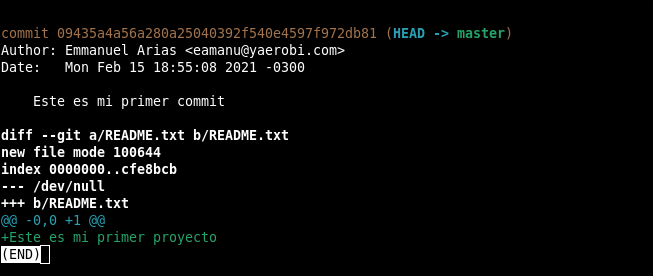 commit 09435a4a56a280a25040392f540e4597f972db81 (HEAD -> master)
Author: Emmanuel Arias <eamanu@yaerobi.com>
Date:   Mon Feb 15 18:55:08 2021 -0300
    Este es mi primer commit
diff --git a/README.txt b/README.txt
new file mode 100644
index 0000000..cfe8bcb
--- /dev/null
+++ b/README.txt
@@ -0,0 +1 @@
+Este es mi primer proyecto
(END)